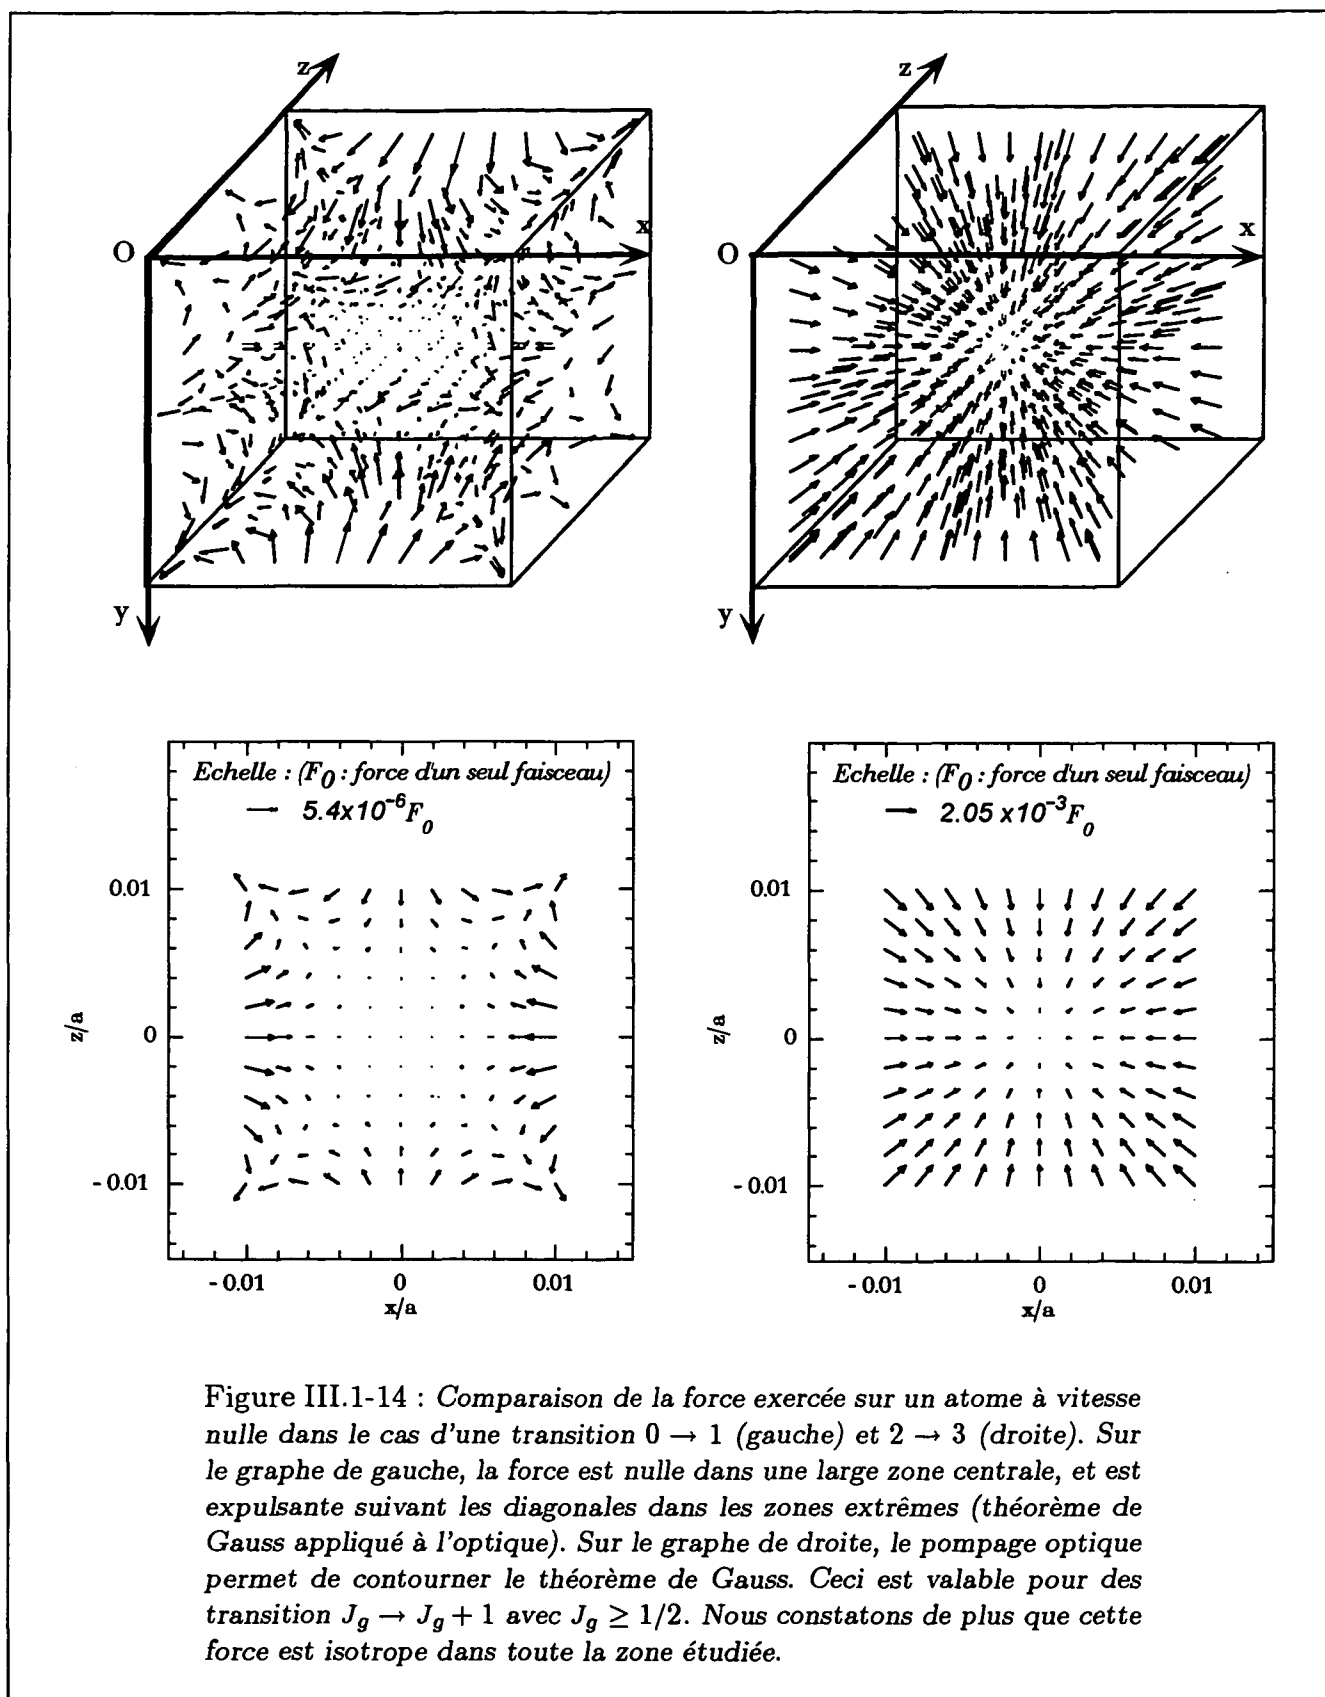 z
O
x
y
z
O
x
y
Echelle : (F0 : force d'un seul faisceau)
5.4x10⁻⁶F0
0.01
0
- 0.01
z/a
- 0.01 0 0.01
x/a
Echelle : (F0 : force d'un seul faisceau)
2.05 x10⁻³F0
0.01
0
- 0.01
z/a
- 0.01 0 0.01
x/a
Figure III.1-14 : Comparaison de la force exercée sur un atome à vitesse
nulle dans le cas d'une transition 0 → 1 (gauche) et 2 → 3 (droite). Sur
le graphe de gauche, la force est nulle dans une large zone centrale, et est
expulsante suivant les diagonales dans les zones extrêmes (théorème de
Gauss appliqué à l'optique). Sur le graphe de droite, le pompage optique
permet de contourner le théorème de Gauss. Ceci est valable pour des
transition Jg → Jg + 1 avec Jg ≥ 1/2. Nous constatons de plus que cette
force est isotrope dans toute la zone étudiée.